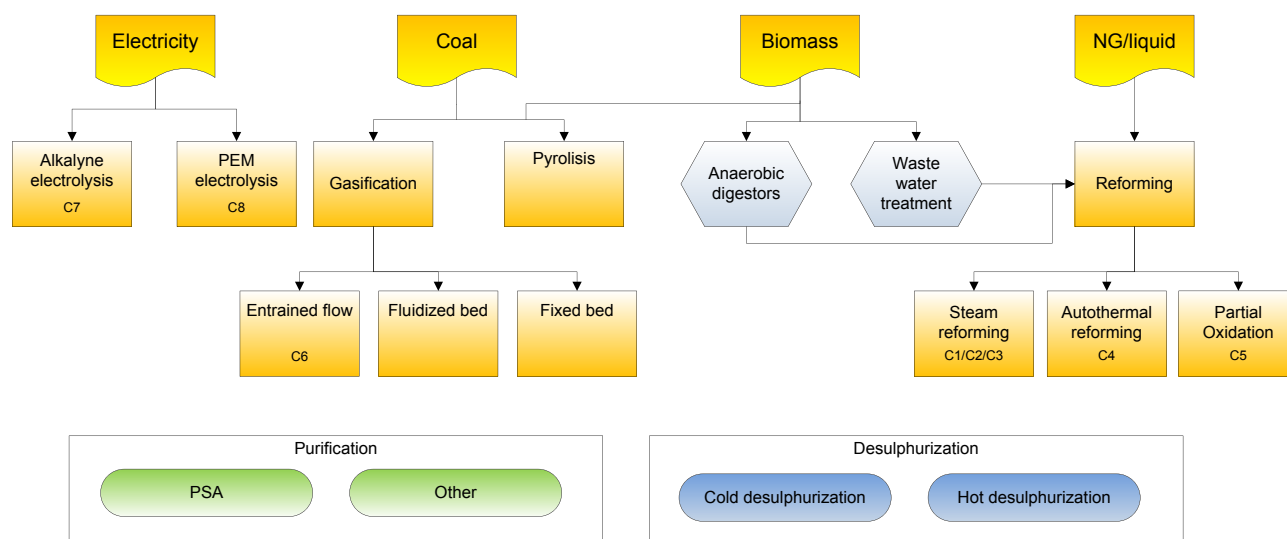 Electricity
Coal
Biomass
NG/liquid
Alkalyne
electrolysis
C7
PEM
electrolysis
C8
Gasification
Pyrolisis
Anaerobic
digestors
Waste
water
treatment
Reforming
Entrained flow
C6
Fluidized bed
Fixed bed
Steam
reforming
C1/C2/C3
Autothermal
reforming
C4
Partial
Oxidation
C5
Purification
PSA
Other
Desulphurization
Cold desulphurization
Hot desulphurization